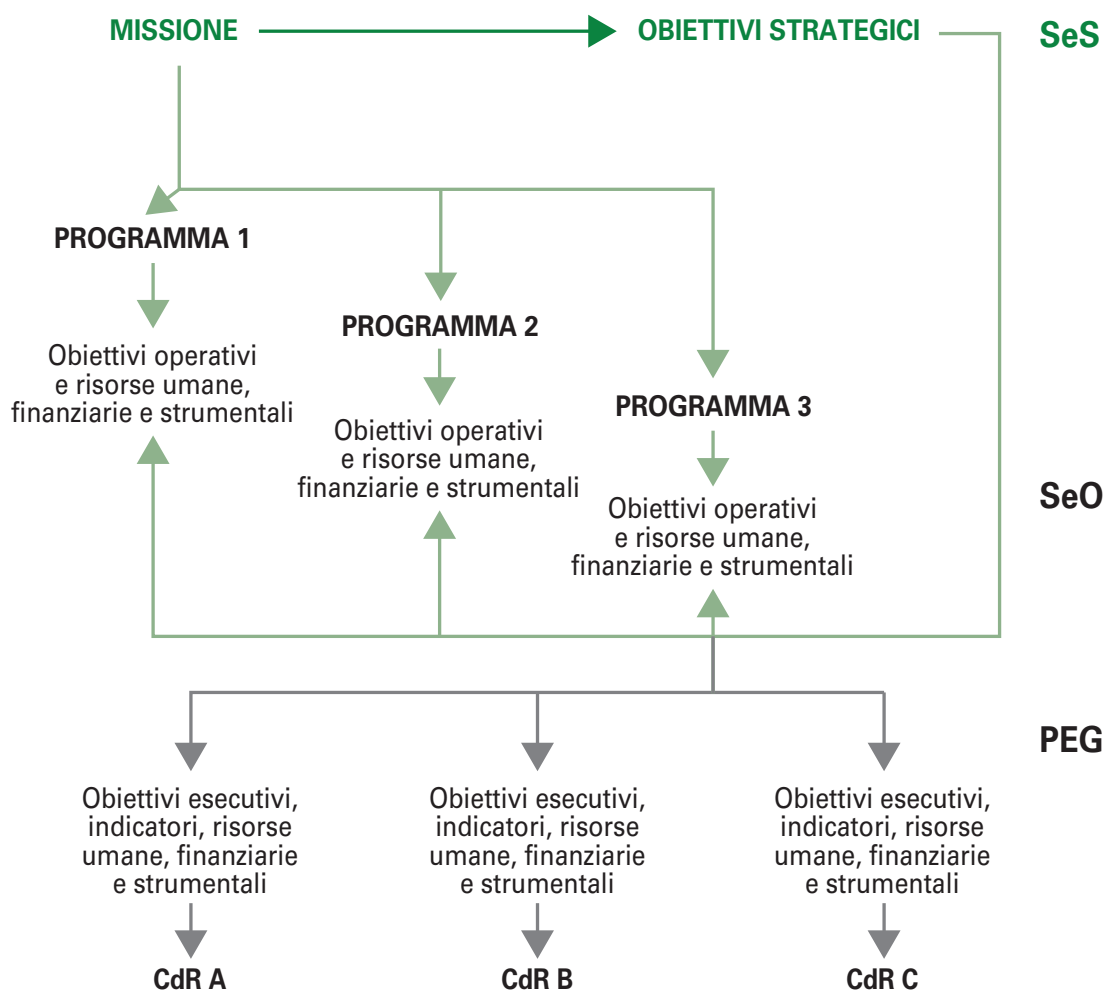 MISSIONE
OBIETTIVI STRATEGICI
SeS
PROGRAMMA 1
Obiettivi operativi
e risorse umane,
finanziarie e strumentali
PROGRAMMA 2
Obiettivi operativi
e risorse umane,
finanziarie e strumentali
PROGRAMMA 3
Obiettivi operativi
e risorse umane,
finanziarie e strumentali
SeO
PEG
Obiettivi esecutivi,
indicatori, risorse
umane, finanziarie
e strumentali
CdR A
Obiettivi esecutivi,
indicatori, risorse
umane, finanziarie
e strumentali
CdR B
Obiettivi esecutivi,
indicatori, risorse
umane, finanziarie
e strumentali
CdR C